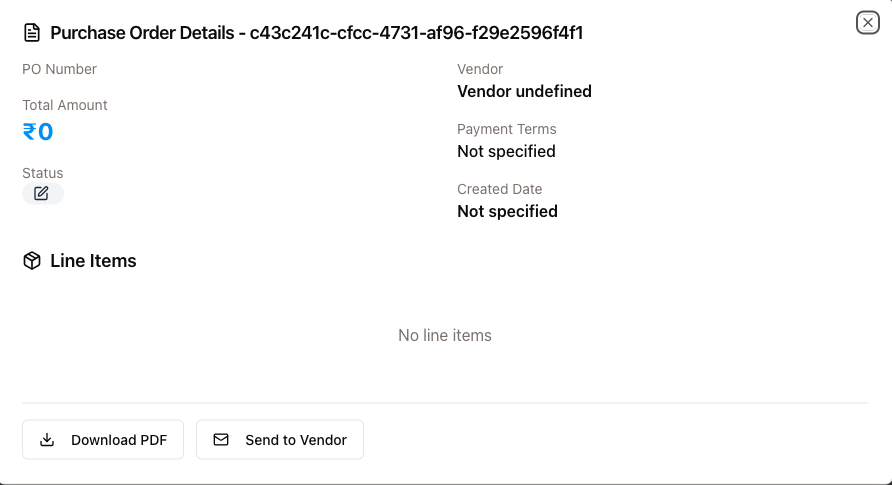 Purchase Order Details - c43c241c-cfcc-4731-af96-f29e2596f4f1
PO Number
Total Amount
₹0
Status
Vendor
Vendor undefined
Payment Terms
Not specified
Created Date
Not specified
Line Items
No line items
Download PDF
Send to Vendor